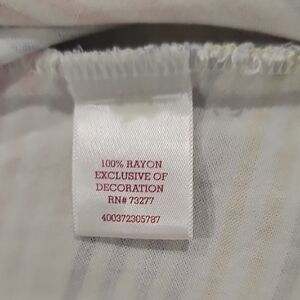 100% RAYON
EXCLUSIVE OF
DECORATION
RN# 73277
400372305787